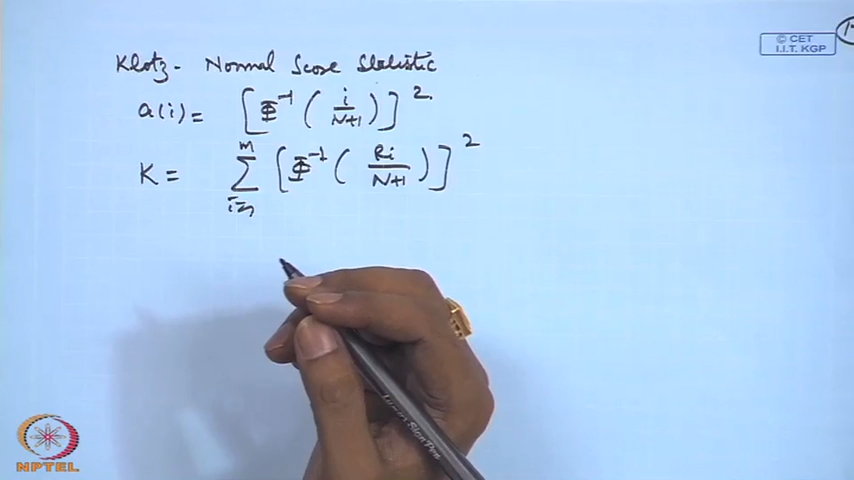 Klotz - Normal Score Statistic
a(i) = [Φ⁻¹ ( i / N+1 )]²
K = Σ_{i=1}^{m} [Φ⁻¹ ( Ri / N+1 )]²
© CET
I.I.T. KGP
NPTEL